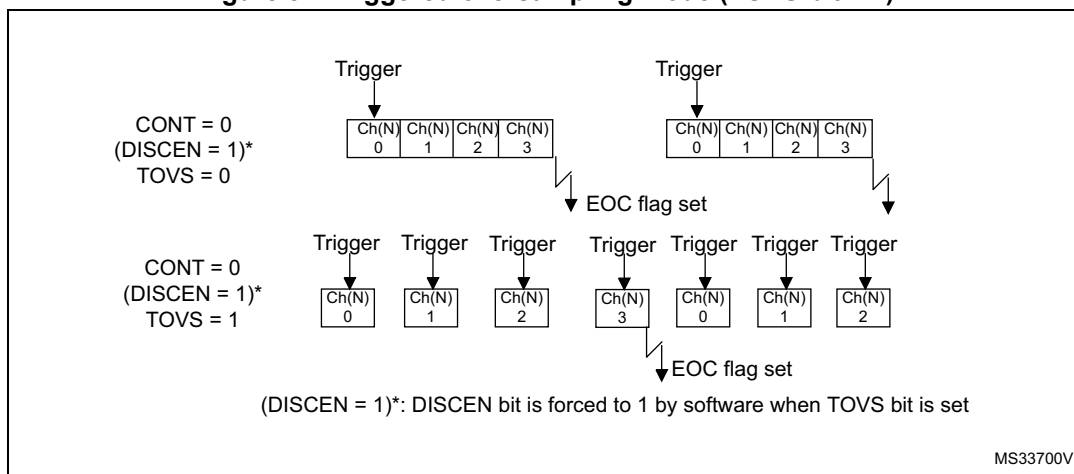 Trigger Trigger
CONT = 0
(DISCEN = 1)*
TOVS = 0
Ch(N) Ch(N) Ch(N) Ch(N)
0 1 2 3
Ch(N) Ch(N) Ch(N) Ch(N)
0 1 2 3
EOC flag set
Trigger Trigger Trigger Trigger Trigger Trigger Trigger
CONT = 0
(DISCEN = 1)*
TOVS = 1
Ch(N) Ch(N) Ch(N) Ch(N) Ch(N) Ch(N) Ch(N)
0 1 2 3 0 1 2
EOC flag set
(DISCEN = 1)*: DISCEN bit is forced to 1 by software when TOVS bit is set
MS33700V